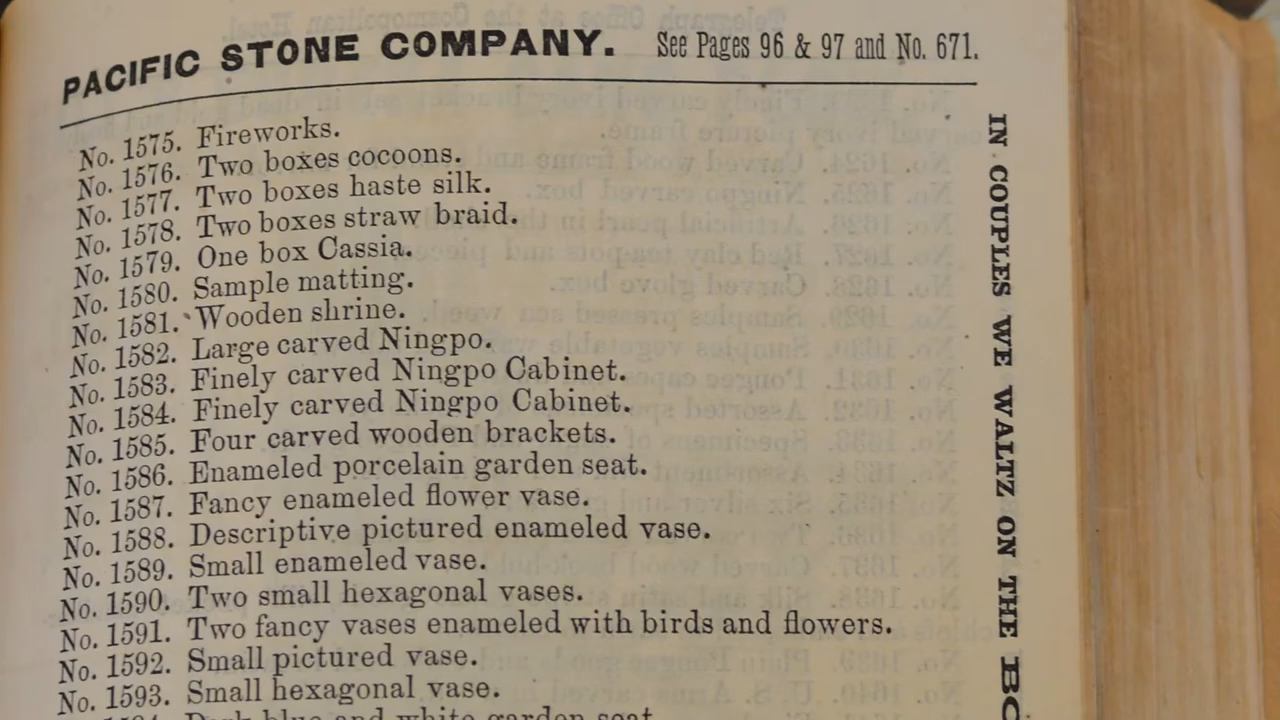 PACIFIC STONE COMPANY. See Pages 96 & 97 and No. 671.
No. 1575. Fireworks.
No. 1576. Two boxes cocoons.
No. 1577. Two boxes haste silk.
No. 1578. Two boxes straw braid.
No. 1579. One box Cassia.
No. 1580. Sample matting.
No. 1581. Wooden shrine.
No. 1582. Large carved Ningpo.
No. 1583. Finely carved Ningpo Cabinet.
No. 1584. Finely carved Ningpo Cabinet.
No. 1585. Four carved wooden brackets.
No. 1586. Enameled porcelain garden seat.
No. 1587. Fancy enameled flower vase.
No. 1588. Descriptive pictured enameled vase.
No. 1589. Small enameled vase.
No. 1590. Two small hexagonal vases.
No. 1591. Two fancy vases enameled with birds and flowers.
No. 1592. Small pictured vase.
No. 1593. Small hexagonal vase.
blue and white garden seat
IN COUPLES WE WALTZ ON THE